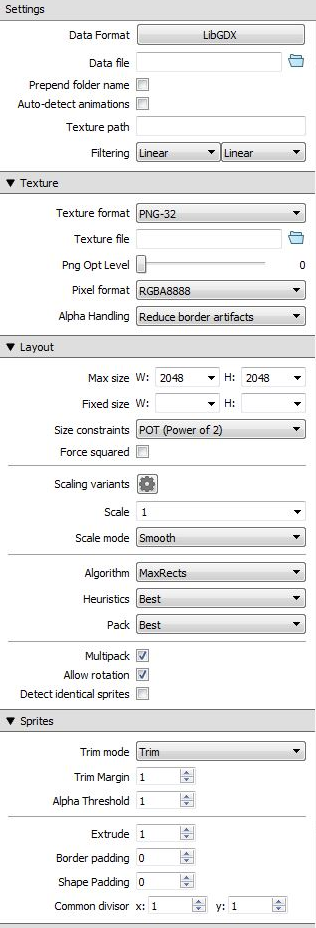 Settings
Data Format LibGDX
Data file
Prepend folder name
Auto-detect animations
Texture path
Filtering Linear Linear
Texture
Texture format PNG-32
Texture file
Png Opt Level 0
Pixel format RGBA8888
Alpha Handling Reduce border artifacts
Layout
Max size W: 2048 H: 2048
Fixed size W: H:
Size constraints POT (Power of 2)
Force squared
Scaling variants
Scale 1
Scale mode Smooth
Algorithm MaxRects
Heuristics Best
Pack Best
Multipack
Allow rotation
Detect identical sprites
Sprites
Trim mode Trim
Trim Margin 1
Alpha Threshold 1
Extrude 1
Border padding 0
Shape Padding 0
Common divisor x: 1 y: 1